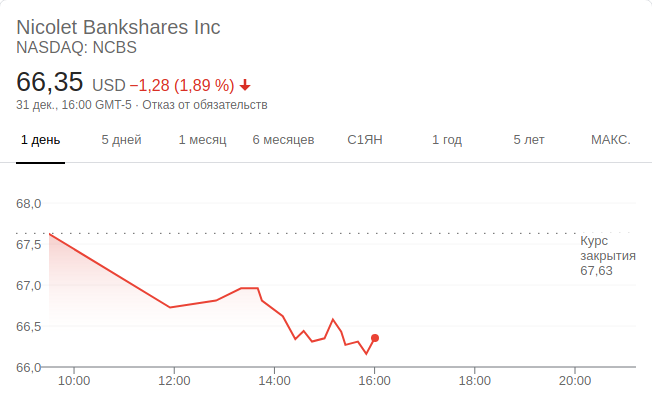 Nicolet Bankshares Inc
NASDAQ: NCBS
66,35 USD −1,28 (1,89 %)
31 дек., 16:00 GMT-5 · Отказ от обязательств
1 день 5 дней 1 месяц 6 месяцев С1ЯН 1 год 5 лет МАКС.
68,0
67,5
67,0
66,5
66,0
Курс
закрытия
67,63
10:00 12:00 14:00 16:00 18:00 20:00